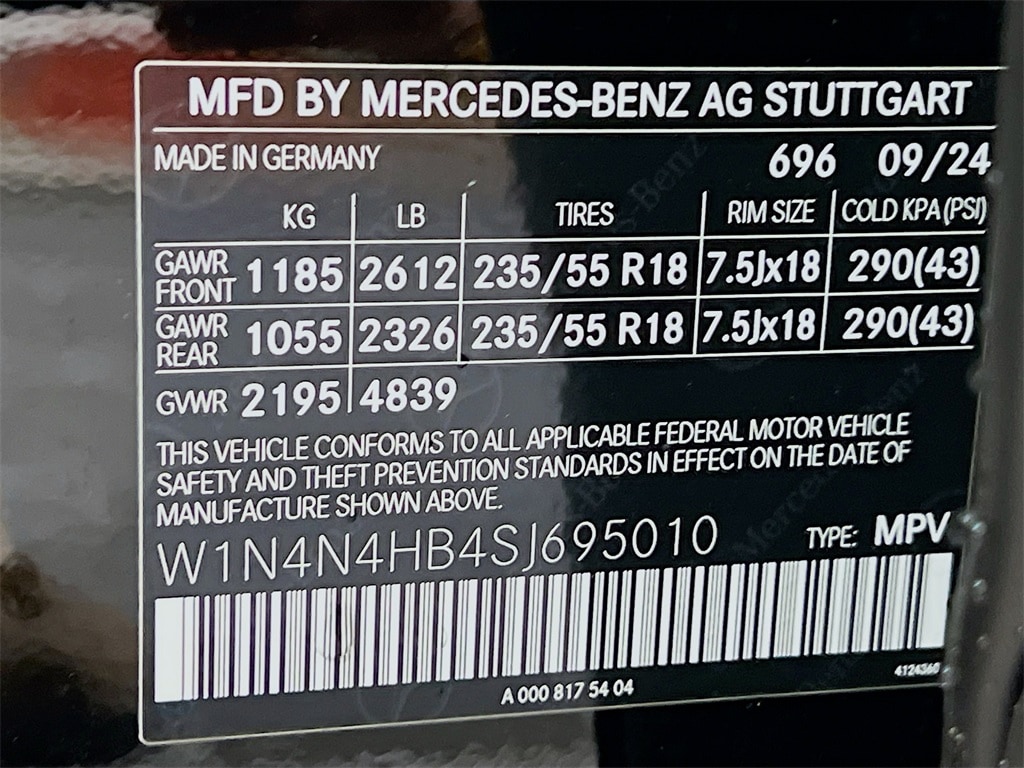 MFD BY MERCEDES-BENZ AG STUTTGART
MADE IN GERMANY 696 09/24
KG LB TIRES RIM SIZE COLD KPA (PSI)
GAWR FRONT 1185 2612 235/55 R18 7.5Jx18 290(43)
GAWR REAR 1055 2326 235/55 R18 7.5Jx18 290(43)
GVWR 2195 4839
THIS VEHICLE CONFORMS TO ALL APPLICABLE FEDERAL MOTOR VEHICLE
SAFETY AND THEFT PREVENTION STANDARDS IN EFFECT ON THE DATE OF
MANUFACTURE SHOWN ABOVE.
W1N4N4HB4SJ695010 TYPE: MPV
A 000 817 54 04 4124360